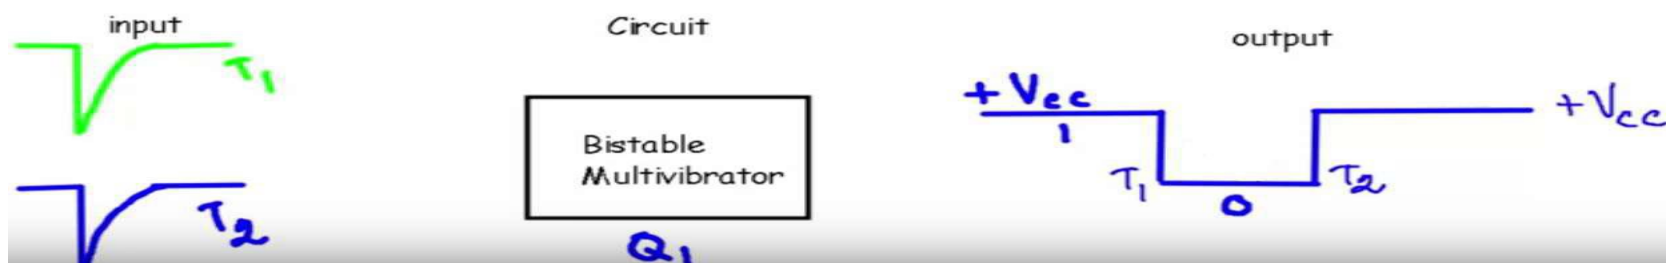 input
T1
T2
Circuit
Bistable
Multivibrator
Q1
output
+Vcc
1
T1
0
T2
+Vcc